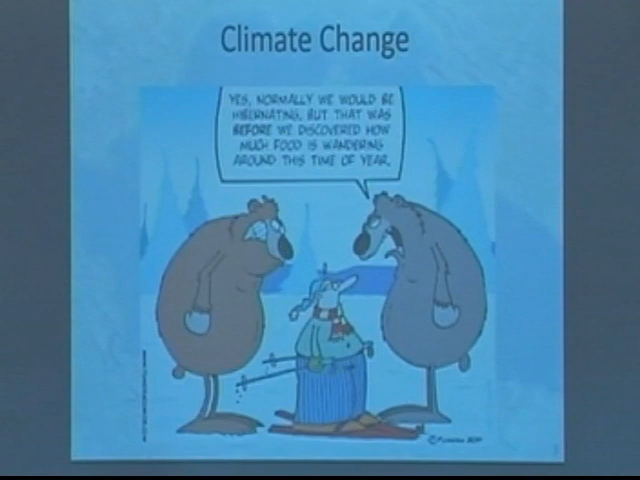 Climate Change
YES, NORMALLY WE WOULD BE
HIBERNATING, BUT THAT WAS
BEFORE WE DISCOVERED HOW
MUCH FOOD IS WANDERING
AROUND THIS TIME OF YEAR.